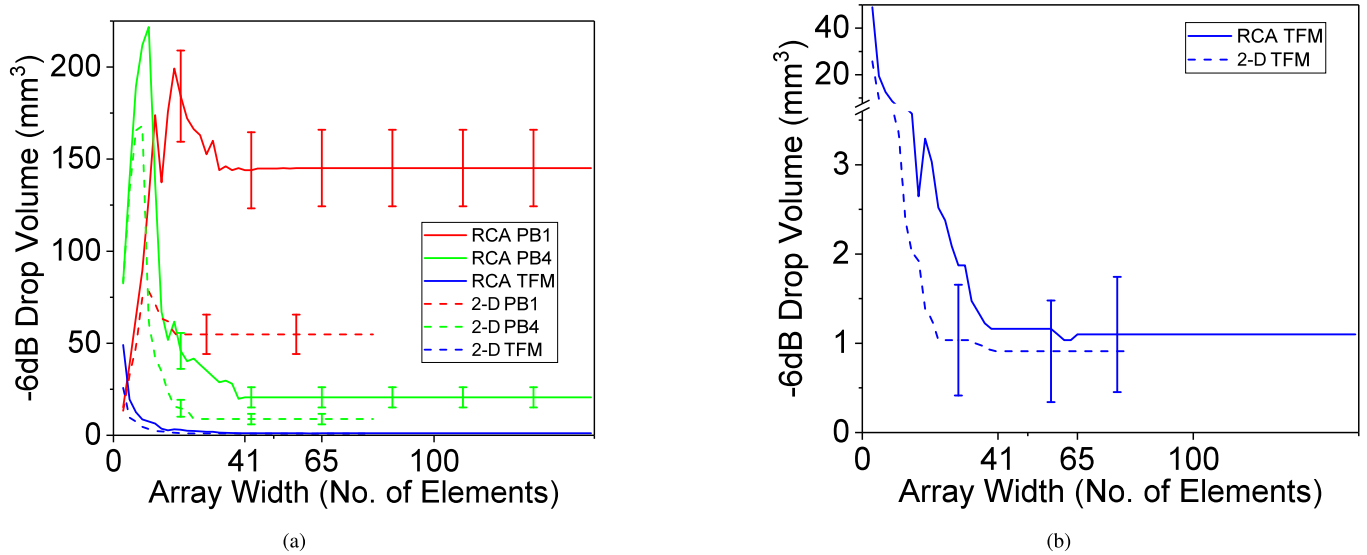 -6dB Drop Volume (mm³)
200
150
100
50
0
RCA PB1
RCA PB4
RCA TFM
2-D PB1
2-D PB4
2-D TFM
0 41 65 100
Array Width (No. of Elements)
(a)
-6dB Drop Volume (mm³)
40
20
3
2
1
0
RCA TFM
2-D TFM
0 41 65 100
Array Width (No. of Elements)
(b)